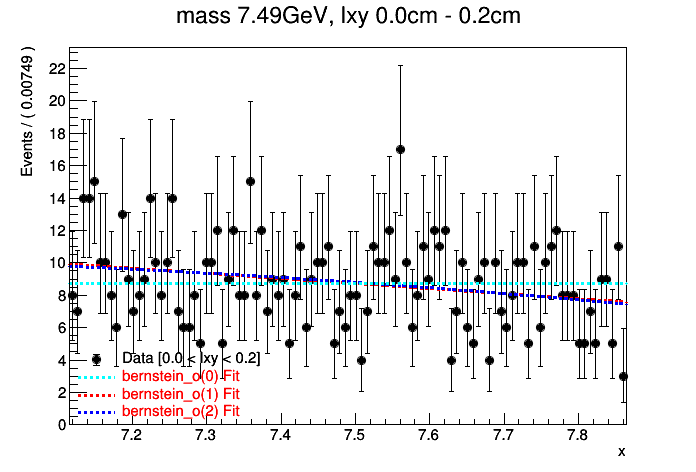 mass 7.49GeV, lxy 0.0cm - 0.2cm
Events / ( 0.00749 )
22
20
18
16
14
12
10
8
6
4
2
0
Data [0.0 < lxy < 0.2]
bernstein_o(0) Fit
bernstein_o(1) Fit
bernstein_o(2) Fit
7.2 7.3 7.4 7.5 7.6 7.7 7.8
x